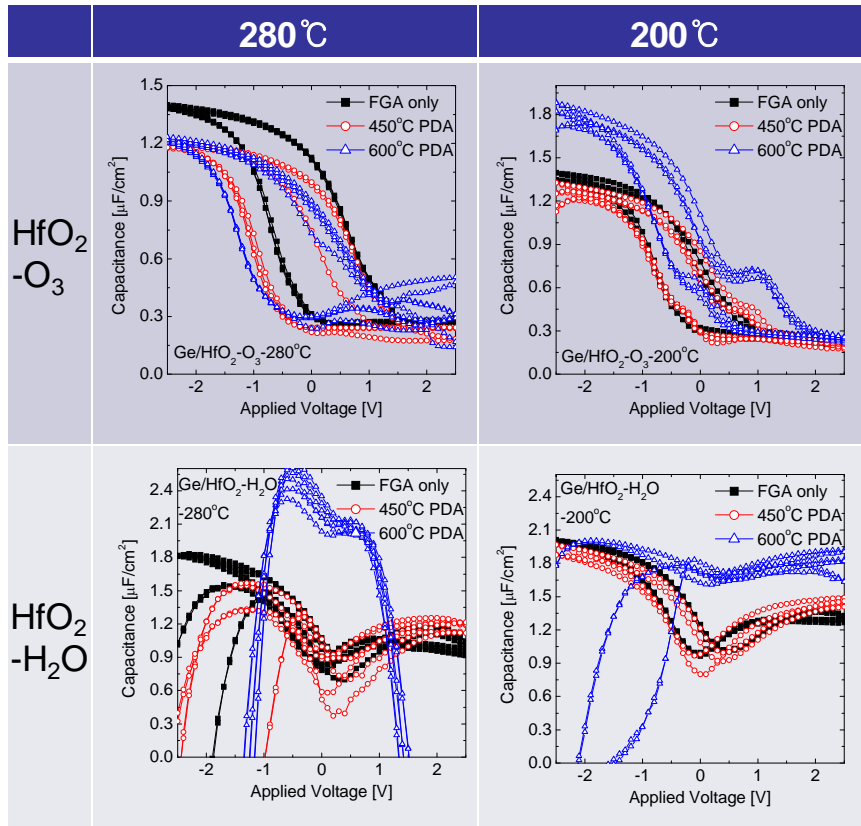 280℃
200℃
HfO₂
-O₃
1.5
1.2
0.9
0.6
0.3
0.0
Capacitance [μF/cm²]
FGA only
450°C PDA
600°C PDA
Ge/HfO₂-O₃-280°C
-2
-1
0
1
2
Applied Voltage [V]
1.8
1.5
1.2
0.9
0.6
0.3
0.0
Capacitance [μF/cm²]
FGA only
450°C PDA
600°C PDA
Ge/HfO₂-O₃-200°C
-2
-1
0
1
2
Applied Voltage [V]
HfO₂
-H₂O
2.4
2.1
1.8
1.5
1.2
0.9
0.6
0.3
0.0
Capacitance [μF/cm²]
Ge/HfO₂-H₂O
-280°C
FGA only
450°C PDA
600°C PDA
-2
-1
0
1
2
Applied Voltage [V]
2.4
2.1
1.8
1.5
1.2
0.9
0.6
0.3
0.0
Capacitance [μF/cm²]
Ge/HfO₂-H₂O
-200°C
FGA only
450°C PDA
600°C PDA
-2
-1
0
1
2
Applied Voltage [V]